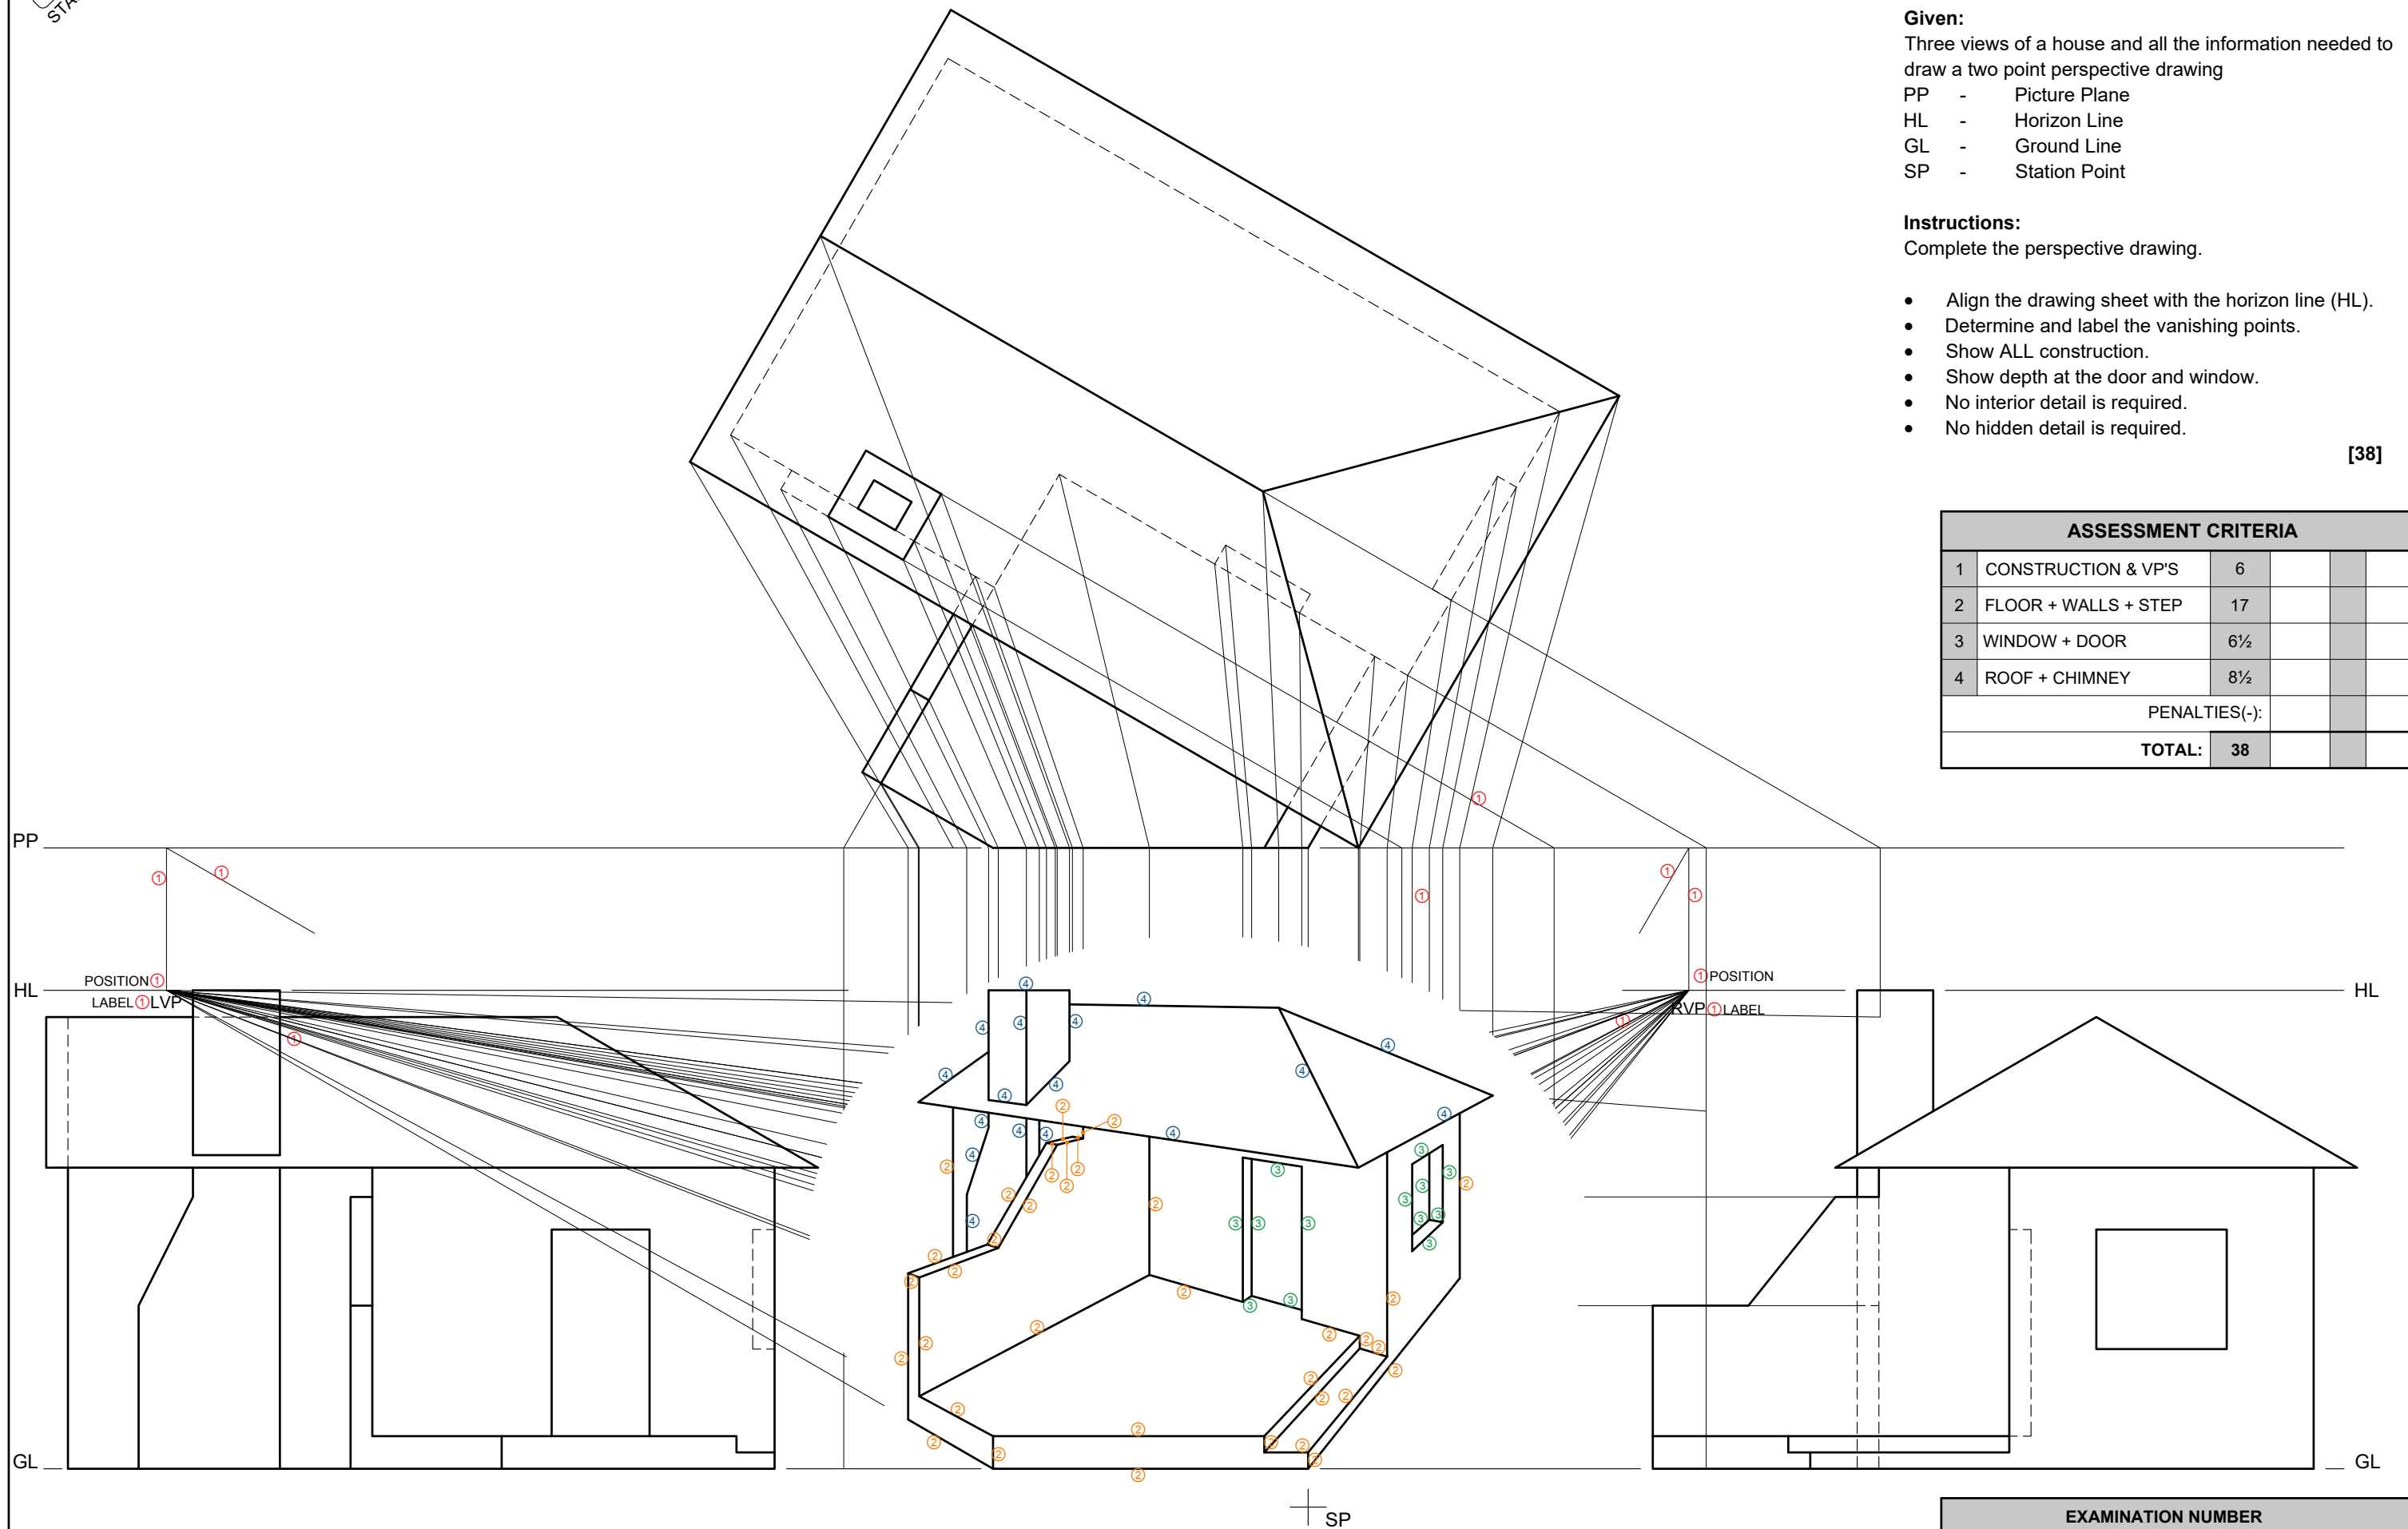 Given:
Three views of a house and all the information needed to
draw a two point perspective drawing
PP - Picture Plane
HL - Horizon Line
GL - Ground Line
SP - Station Point
Instructions:
Complete the perspective drawing.
• Align the drawing sheet with the horizon line (HL).
• Determine and label the vanishing points.
• Show ALL construction.
• Show depth at the door and window.
• No interior detail is required.
• No hidden detail is required.
[38]
ASSESSMENT CRITERIA
1 CONSTRUCTION & VP'S 6
2 FLOOR + WALLS + STEP 17
3 WINDOW + DOOR 6½
4 ROOF + CHIMNEY 8½
PENALTIES(-):
TOTAL: 38
PP
HL
POSITION ①
LABEL ① LVP
① POSITION
RVP ① LABEL
HL
GL
GL
SP
EXAMINATION NUMBER